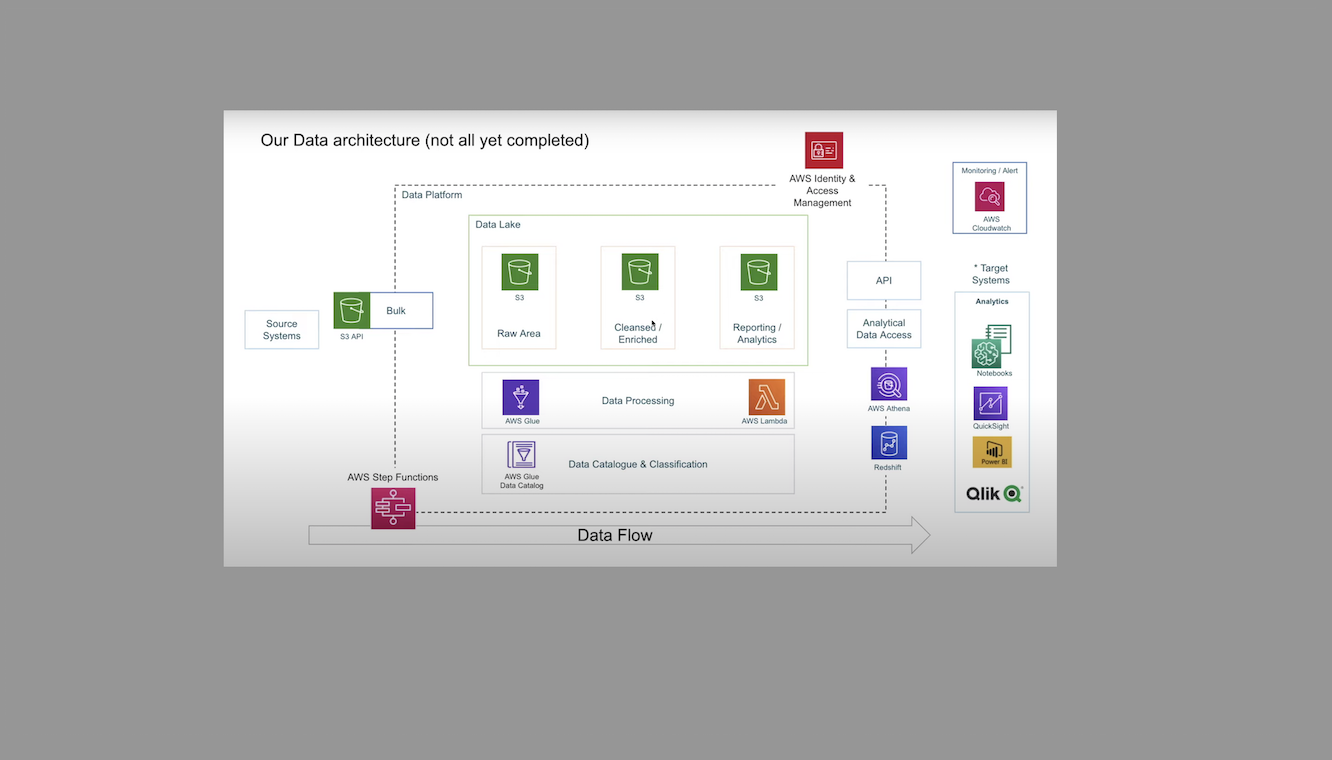 Our Data architecture (not all yet completed)
AWS Identity &
Access
Management
Monitoring / Alert
AWS
Cloudwatch
Data Platform
Data Lake
S3
Raw Area
S3
Cleansed /
Enriched
S3
Reporting /
Analytics
Source
Systems
S3 API
Bulk
API
Analytical
Data Access
AWS Athena
Redshift
* Target
Systems
Analytics
Notebooks
QuickSight
Power BI
Qlik
AWS Glue
Data Processing
AWS Lambda
AWS Glue
Data Catalog
Data Catalogue & Classification
AWS Step Functions
Data Flow